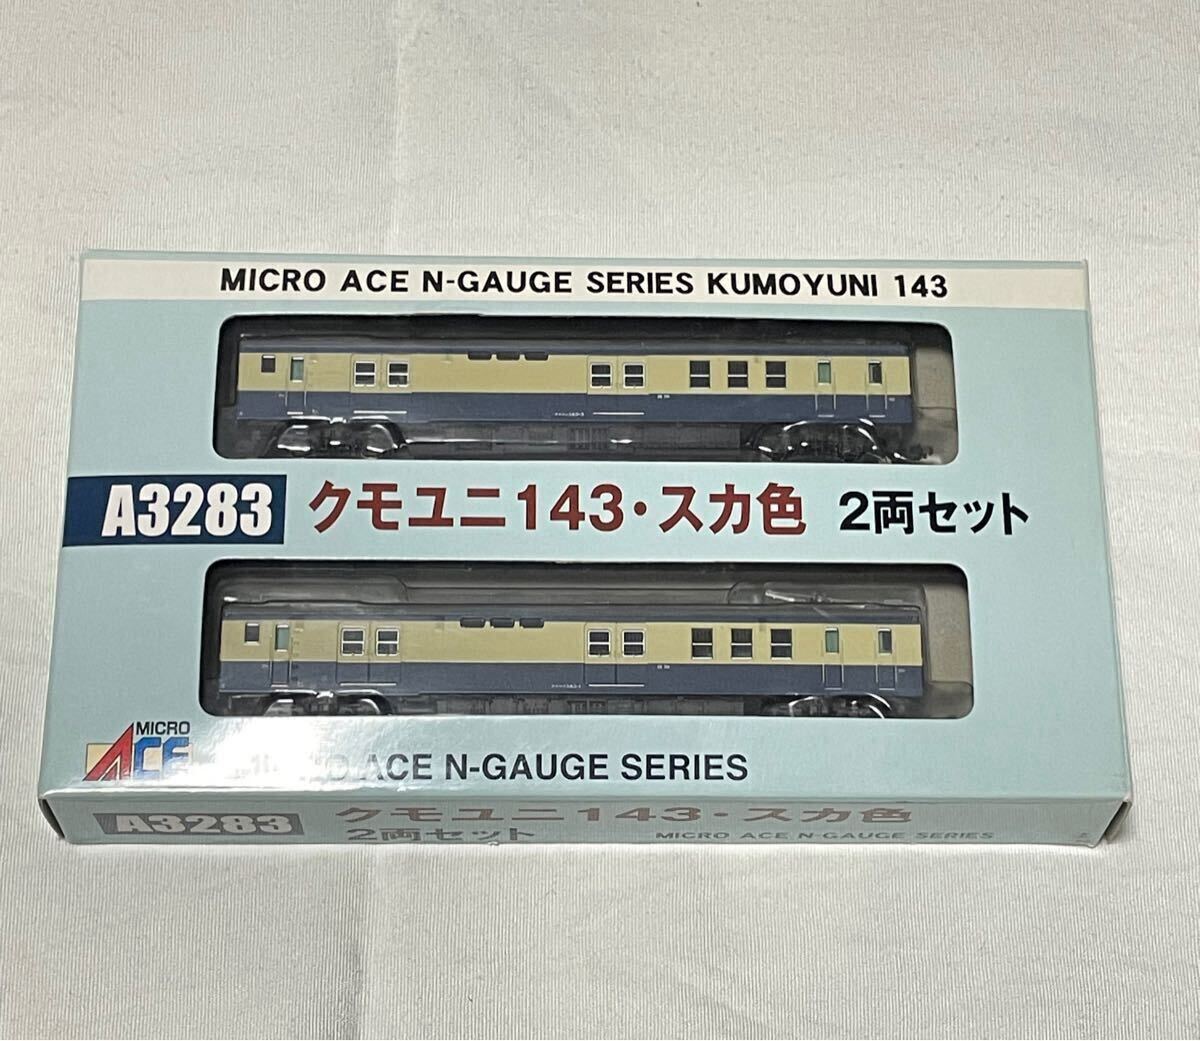 MICRO ACE N-GAUGE SERIES KUMOYUNI 143
A3283 クモユニ143・スカ色 2両セット
MICRO
ACE
ACE N-GAUGE SERIES
A3283 クモユニ143・スカ色
2両セット MICRO ACE N-GAUGE SERIES